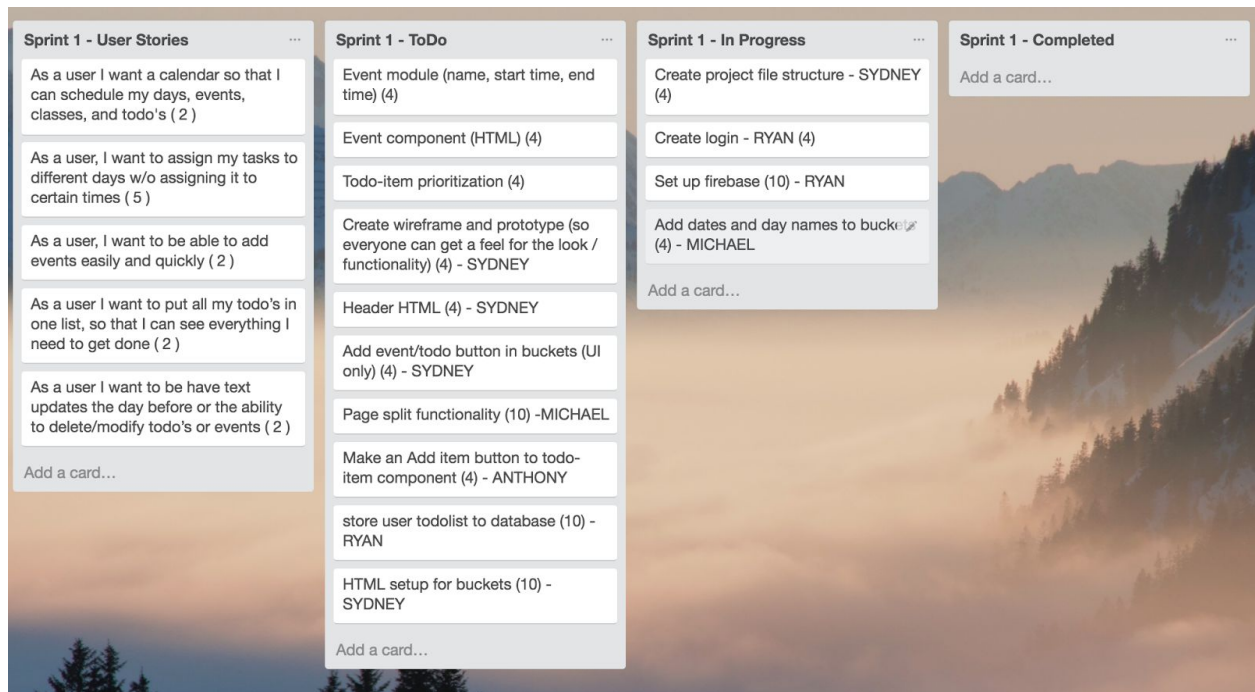 Sprint 1 - User Stories
As a user I want a calendar so that I
can schedule my days, events,
classes, and todo's ( 2 )
As a user, I want to assign my tasks to
different days w/o assigning it to
certain times ( 5 )
As a user, I want to be able to add
events easily and quickly ( 2 )
As a user I want to put all my todo’s in
one list, so that I can see everything I
need to get done ( 2 )
As a user I want to be have text
updates the day before or the ability
to delete/modify todo’s or events ( 2 )
Add a card…
Sprint 1 - ToDo
Event module (name, start time, end
time) (4)
Event component (HTML) (4)
Todo-item prioritization (4)
Create wireframe and prototype (so
everyone can get a feel for the look /
functionality) (4) - SYDNEY
Header HTML (4) - SYDNEY
Add event/todo button in buckets (UI
only) (4) - SYDNEY
Page split functionality (10) -MICHAEL
Make an Add item button to todo-
item component (4) - ANTHONY
store user todolist to database (10) -
RYAN
HTML setup for buckets (10) -
SYDNEY
Add a card…
Sprint 1 - In Progress
Create project file structure - SYDNEY
(4)
Create login - RYAN (4)
Set up firebase (10) - RYAN
Add dates and day names to buckets
(4) - MICHAEL
Add a card…
Sprint 1 - Completed
Add a card…